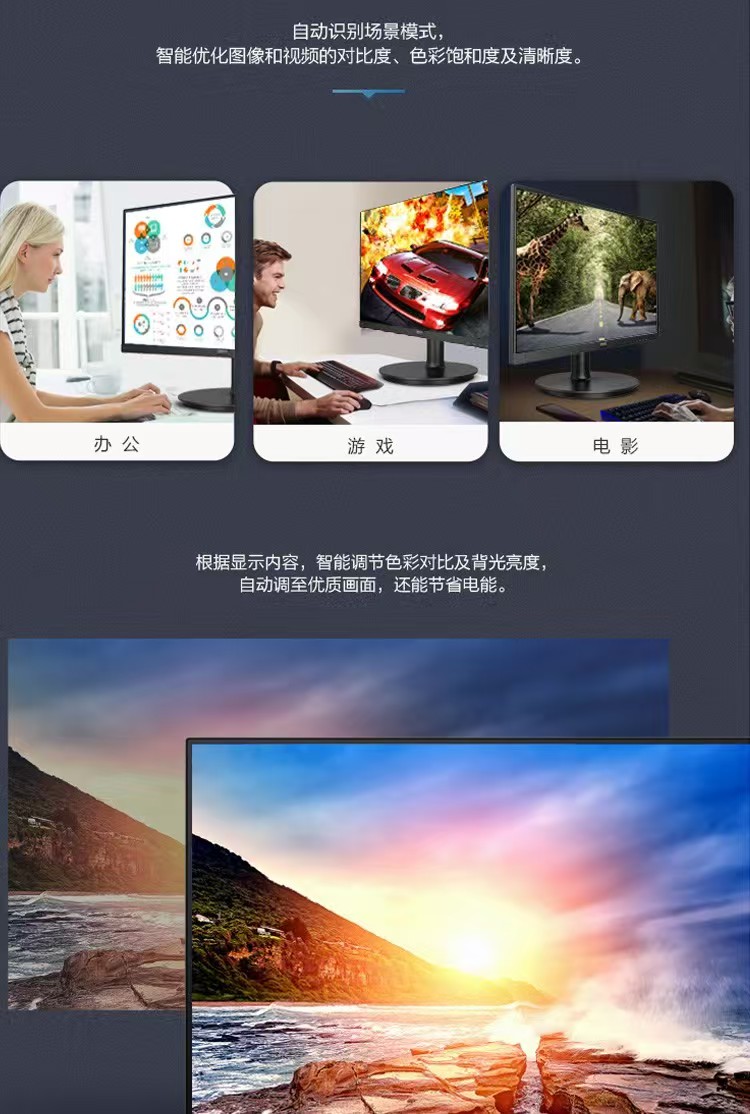 自动识别场景模式，
智能优化图像和视频的对比度、色彩饱和度及清晰度。
办公
游戏
电影
根据显示内容，智能调节色彩对比及背光亮度，
自动调至优质画面，还能节省电能。